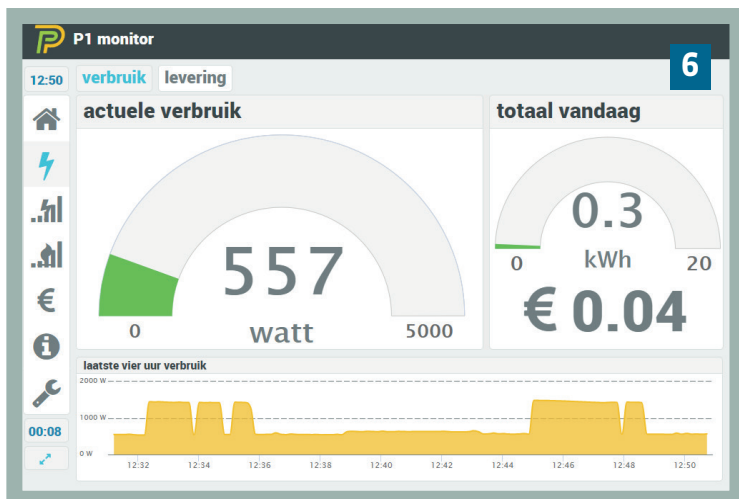 P1 monitor
6
12:50
verbruik
levering
actuele verbruik
557
watt
0
5000
totaal vandaag
0.3
kWh
0
20
€ 0.04
€
laatste vier uur verbruik
2000 W
1000 W
0 W
12:32 12:34 12:36 12:38 12:40 12:42 12:44 12:46 12:48 12:50
00:08